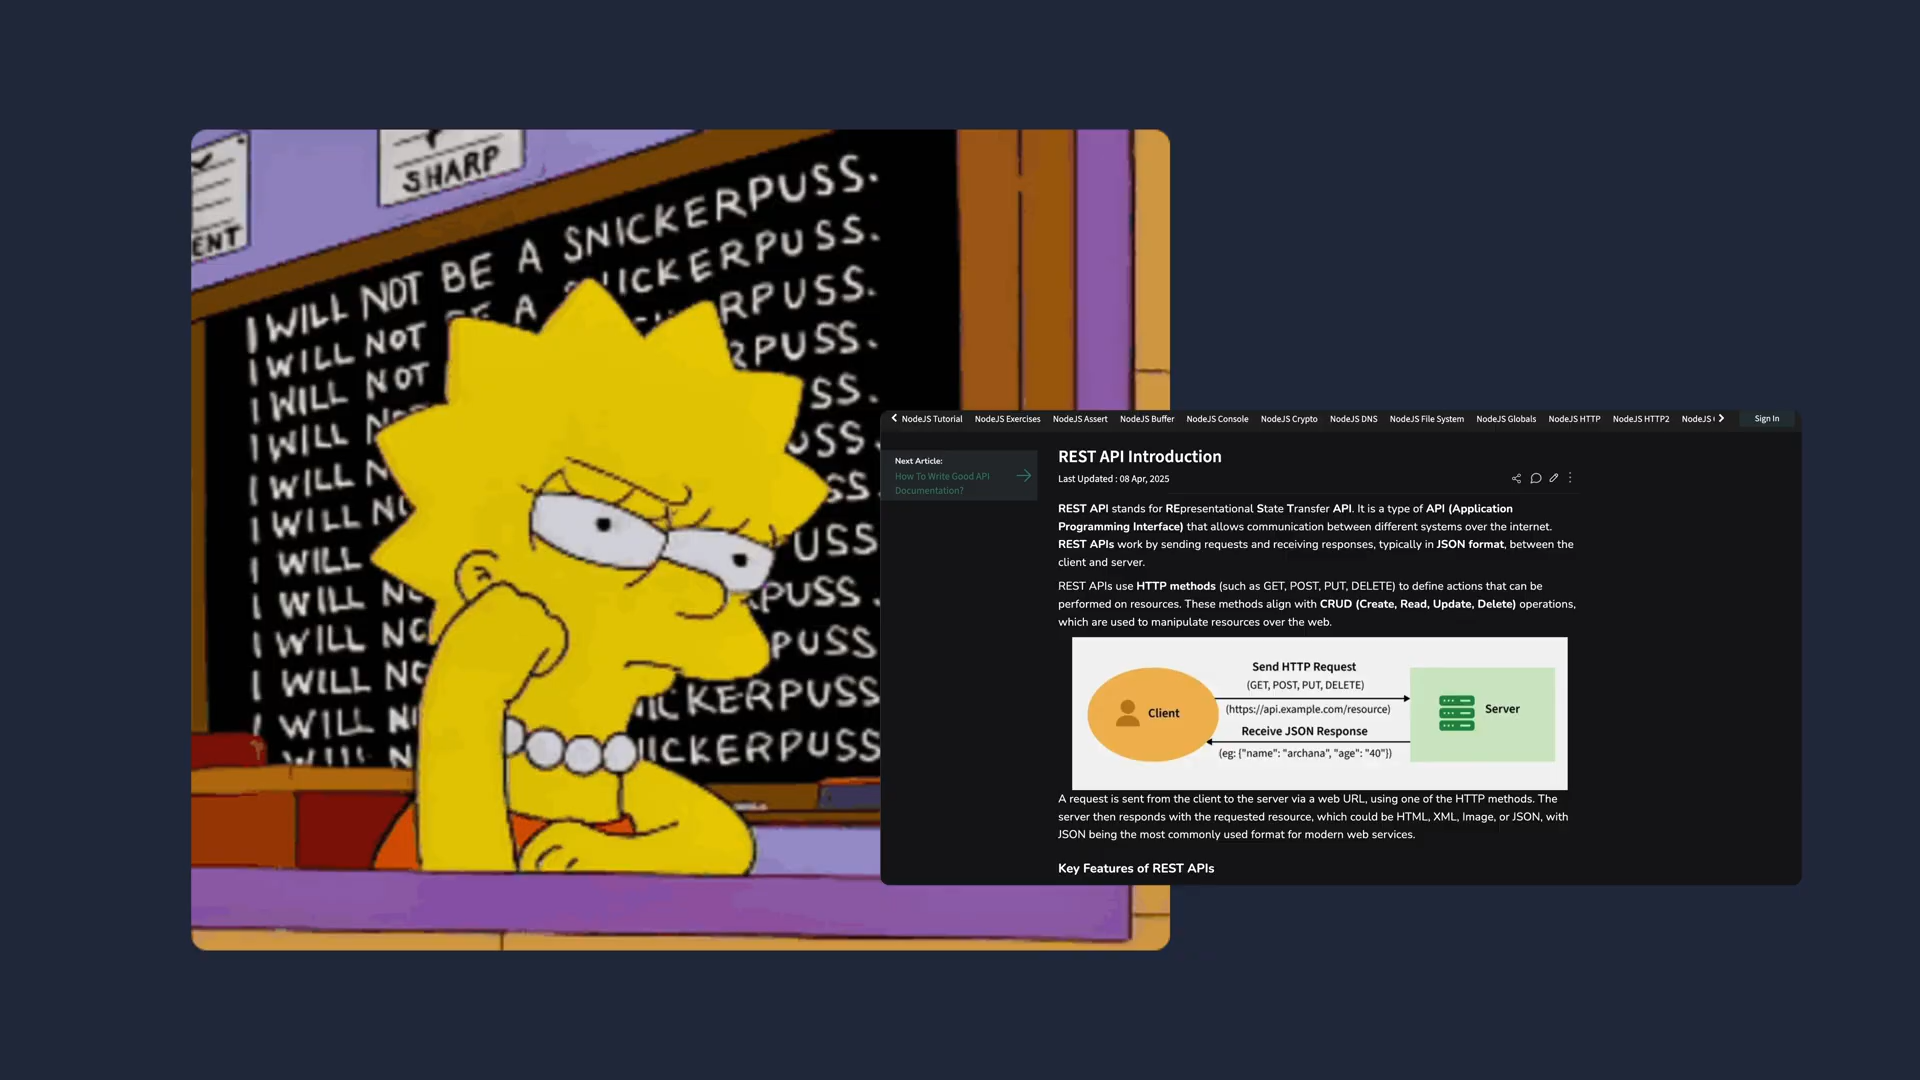 SHARP
ENT
I WILL NOT BE A SNICKERPUSS.
I WILL NOT BE A SNICKERPUSS.
I WILL NOT RPUSS.
I WILL NOT RPUSS.
I WILL SS.
I WILL USS.
I WILL SS.
I WILL USS
I WILL PUSS.
I WILL PUSS
I WILL NICKERPUSS
WILL N ICKERPUSS
NodeJS Tutorial NodeJS Exercises NodeJS Assert NodeJS Buffer NodeJS Console NodeJS Crypto NodeJS DNS NodeJS File System NodeJS Globals NodeJS HTTP NodeJS HTTP2 NodeJS Sign In
Next Article:
How To Write Good API
Documentation?
REST API Introduction
Last Updated : 08 Apr, 2025
REST API stands for REpresentational State Transfer API. It is a type of API (Application
Programming Interface) that allows communication between different systems over the internet.
REST APIs work by sending requests and receiving responses, typically in JSON format, between the
client and server.
REST APIs use HTTP methods (such as GET, POST, PUT, DELETE) to define actions that can be
performed on resources. These methods align with CRUD (Create, Read, Update, Delete) operations,
which are used to manipulate resources over the web.
Send HTTP Request
(GET, POST, PUT, DELETE)
Client
(https://api.example.com/resource)
Server
Receive JSON Response
(eg: {"name": "archana", "age": "40"})
A request is sent from the client to the server via a web URL, using one of the HTTP methods. The
server then responds with the requested resource, which could be HTML, XML, Image, or JSON, with
JSON being the most commonly used format for modern web services.
Key Features of REST APIs